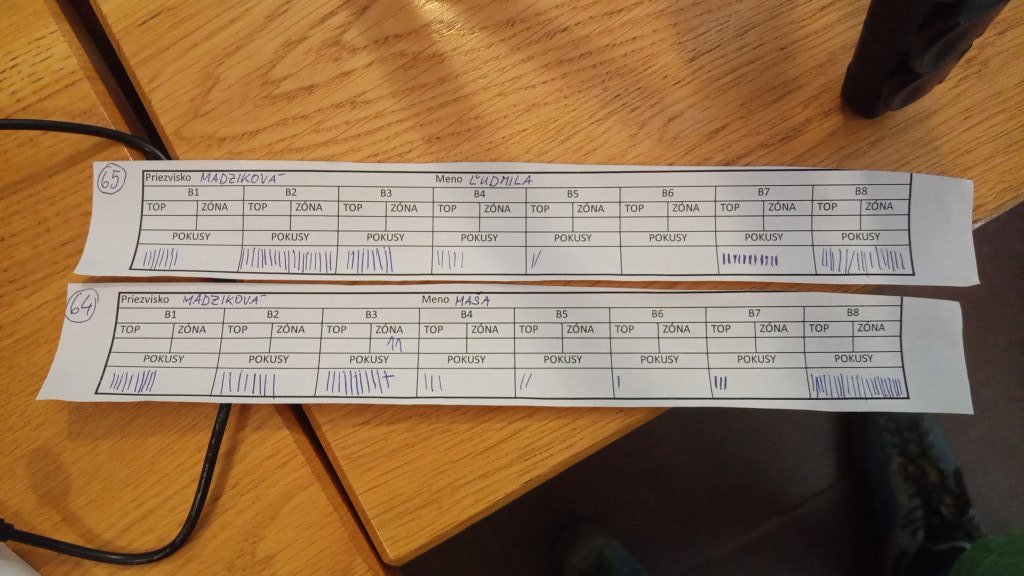 65 Priezvisko MADZIKOVÁ Meno ĽUDMILA
B1 B2 B3 B4 B5 B6 B7 B8
TOP ZÓNA TOP ZÓNA TOP ZÓNA TOP ZÓNA TOP ZÓNA TOP ZÓNA TOP ZÓNA TOP ZÓNA
POKUSY POKUSY POKUSY POKUSY POKUSY POKUSY POKUSY POKUSY
64 Priezvisko MADZIKOVÁ Meno MAŠA
B1 B2 B3 B4 B5 B6 B7 B8
TOP ZÓNA TOP ZÓNA TOP ZÓNA TOP ZÓNA TOP ZÓNA TOP ZÓNA TOP ZÓNA TOP ZÓNA
11
POKUSY POKUSY POKUSY POKUSY POKUSY POKUSY POKUSY POKUSY